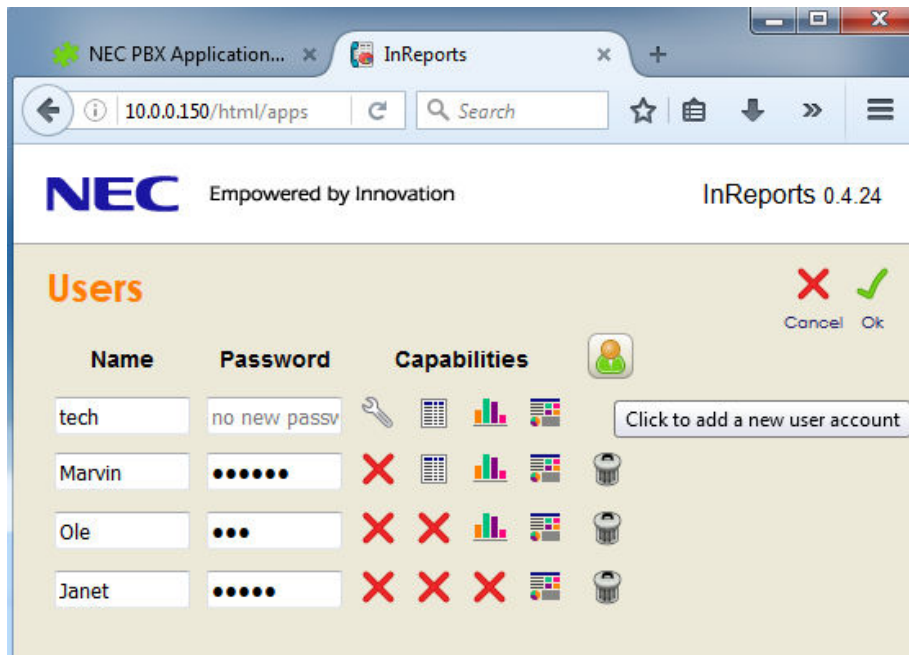 NEC PBX Application...
InReports
10.0.0.150/html/apps
Search
NEC Empowered by Innovation
InReports 0.4.24
Users
Cancel Ok
Name Password Capabilities
tech no new passv
Click to add a new user account
Marvin ●●●●●●
Ole ●●●
Janet ●●●●●